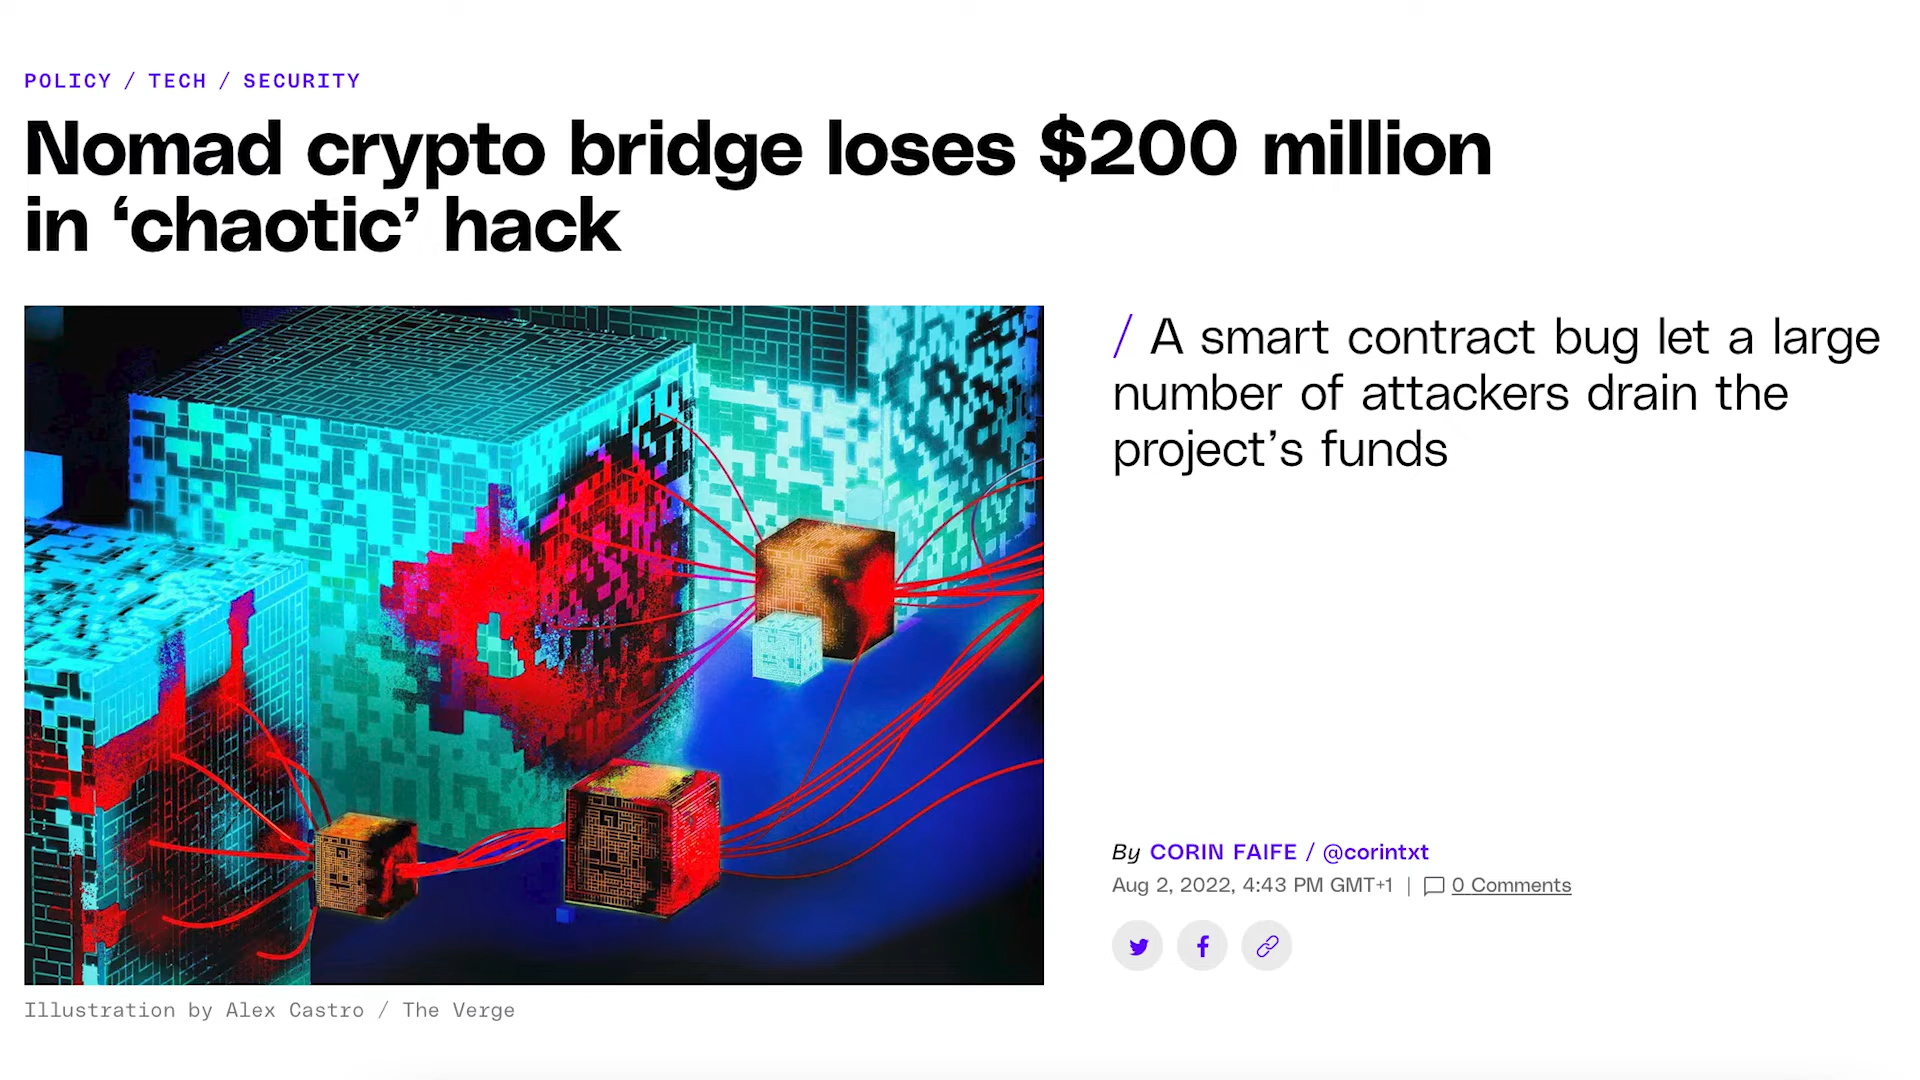 POLICY / TECH / SECURITY
Nomad crypto bridge loses $200 million
in ‘chaotic’ hack
/ A smart contract bug let a large
number of attackers drain the
project’s funds
By CORIN FAIFE / @corintxt
Aug 2, 2022, 4:43 PM GMT+1 | 0 Comments
Illustration by Alex Castro / The Verge